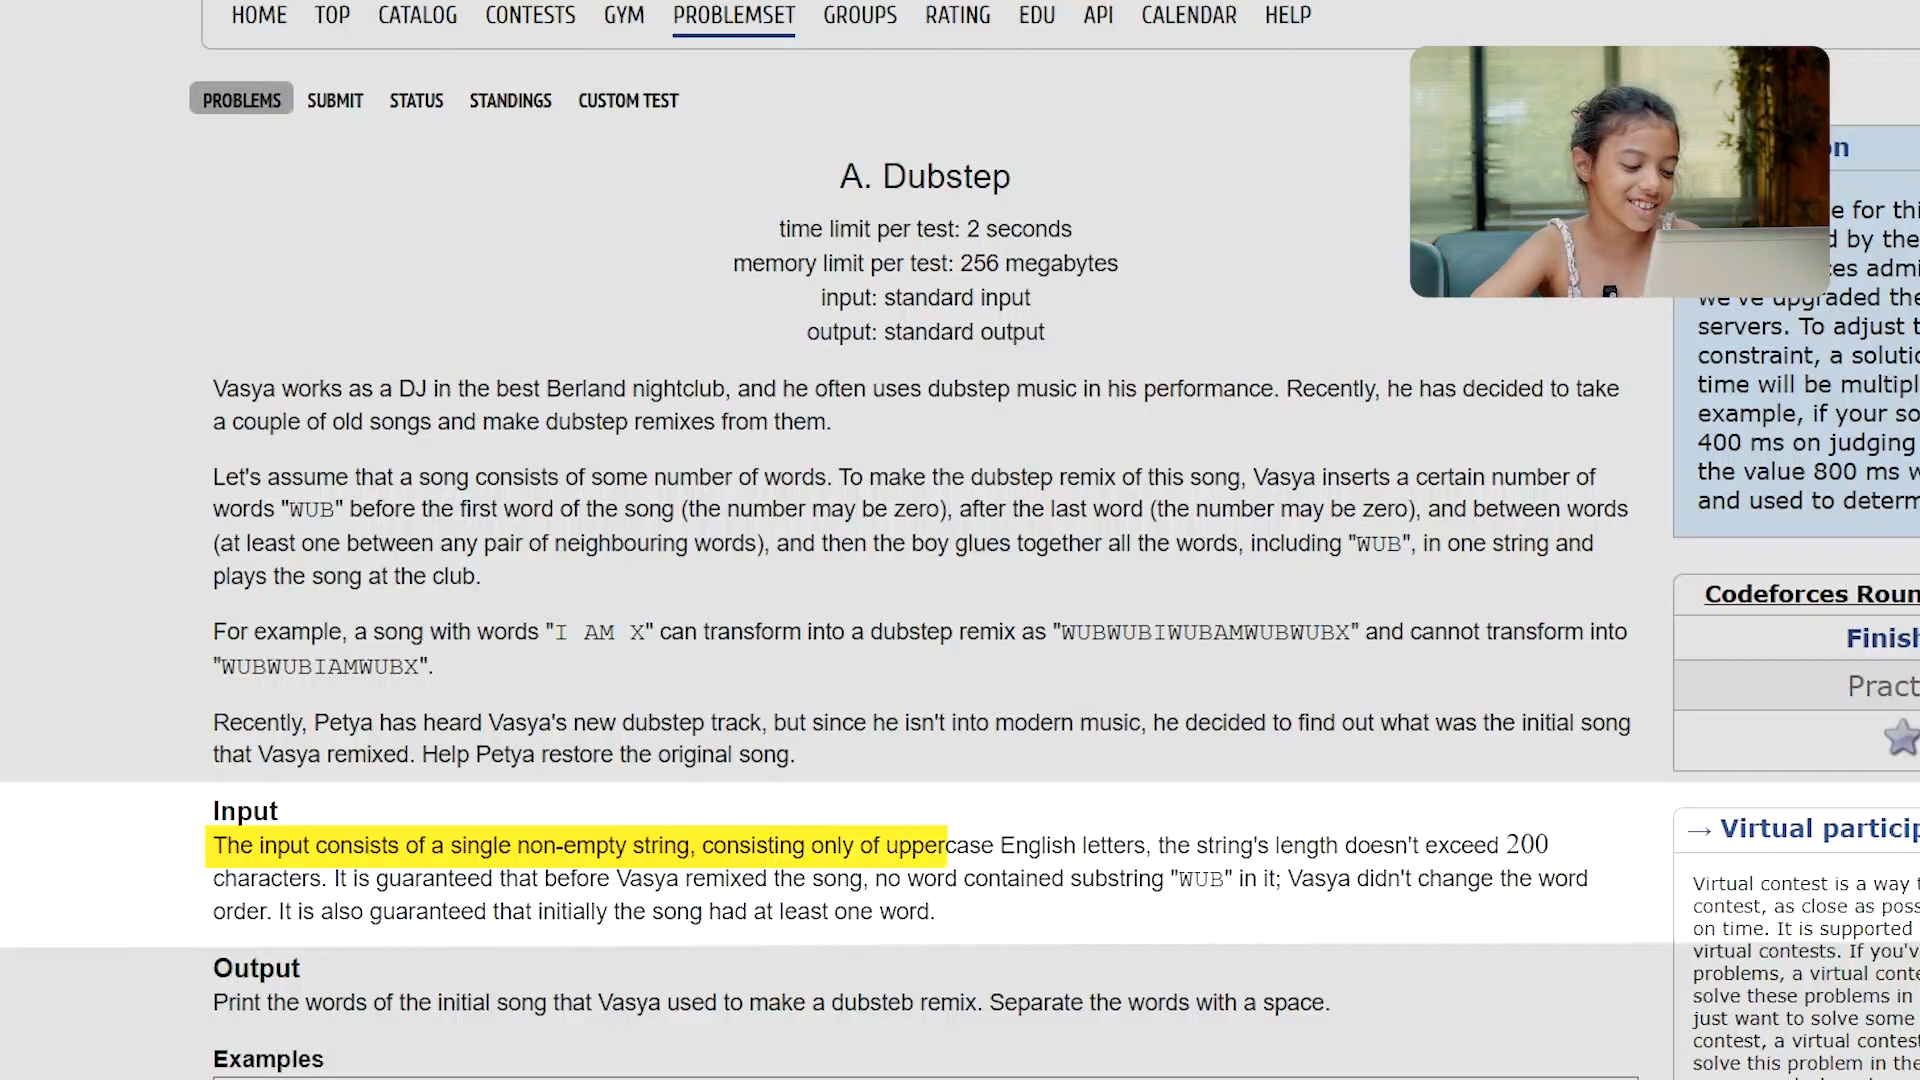 HOME TOP CATALOG CONTESTS GYM PROBLEMSET GROUPS RATING EDU API CALENDAR HELP
PROBLEMS SUBMIT STATUS STANDINGS CUSTOM TEST
A. Dubstep
time limit per test: 2 seconds
memory limit per test: 256 megabytes
input: standard input
output: standard output
Vasya works as a DJ in the best Berland nightclub, and he often uses dubstep music in his performance. Recently, he has decided to take
a couple of old songs and make dubstep remixes from them.
Let's assume that a song consists of some number of words. To make the dubstep remix of this song, Vasya inserts a certain number of
words "WUB" before the first word of the song (the number may be zero), after the last word (the number may be zero), and between words
(at least one between any pair of neighbouring words), and then the boy glues together all the words, including "WUB", in one string and
plays the song at the club.
For example, a song with words "I AM X" can transform into a dubstep remix as "WUBWUBIWUBAMWUBWUBX" and cannot transform into
"WUBWUBIAMWUBX".
Recently, Petya has heard Vasya's new dubstep track, but since he isn't into modern music, he decided to find out what was the initial song
that Vasya remixed. Help Petya restore the original song.
Input
The input consists of a single non-empty string, consisting only of uppercase English letters, the string's length doesn't exceed 200
characters. It is guaranteed that before Vasya remixed the song, no word contained substring "WUB" in it; Vasya didn't change the word
order. It is also guaranteed that initially the song had at least one word.
Output
Print the words of the initial song that Vasya used to make a dubsteb remix. Separate the words with a space.
Examples
on
e for thi
d by the
ces admi
we've upgraded the
servers. To adjust t
constraint, a solutio
time will be multipl
example, if your so
400 ms on judging
the value 800 ms w
and used to determ
Codeforces Roun
Finish
Pract
→ Virtual particip
Virtual contest is a way t
contest, as close as poss
on time. It is supported
virtual contests. If you'v
problems, a virtual conte
solve these problems in
just want to solve some
contest, a virtual contest
solve this problem in the